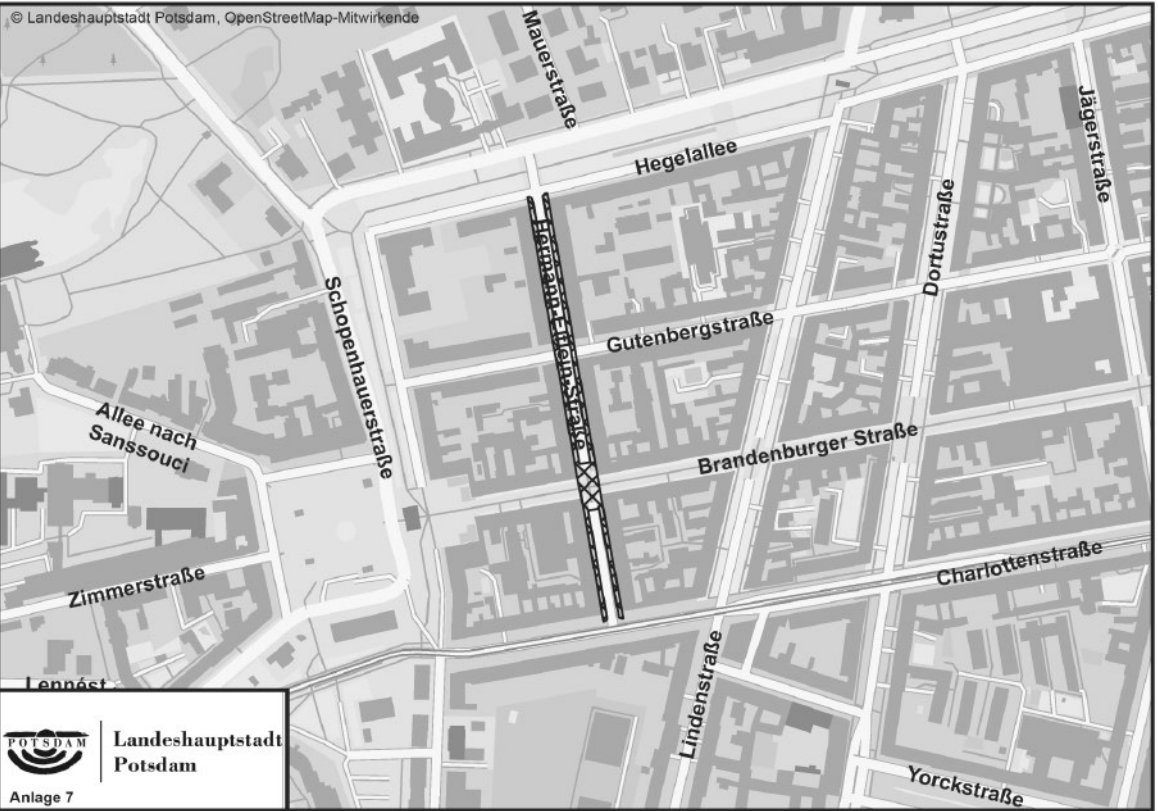 © Landeshauptstadt Potsdam, OpenStreetMap-Mitwirkende
Mauerstraße
Jägerstraße
Hegelallee
Dortustraße
Hermann-Elflein-Straße
Schopenhauerstraße
Gutenbergstraße
Allee nach
Sanssouci
Brandenburger Straße
Zimmerstraße
Charlottenstraße
Lindenstraße
Lennést
Yorckstraße
POTSDAM
Landeshauptstadt
Potsdam
Anlage 7